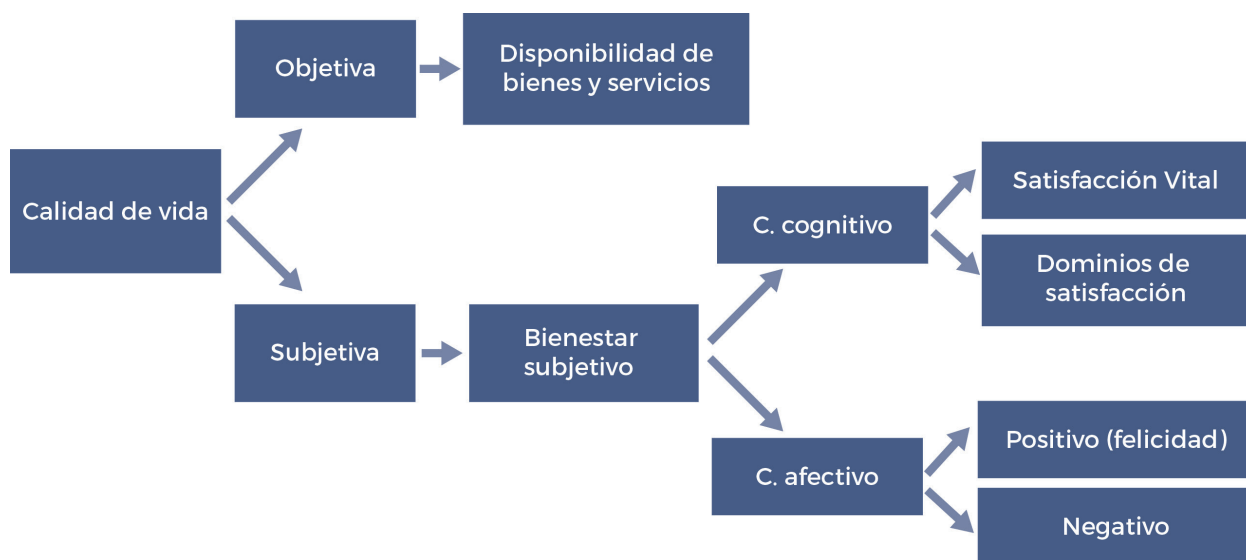 Objetiva
Disponibilidad de
bienes y servicios
Calidad de vida
Subjetiva
Bienestar
subjetivo
C. cognitivo
Satisfacción Vital
Dominios de
satisfacción
C. afectivo
Positivo (felicidad)
Negativo